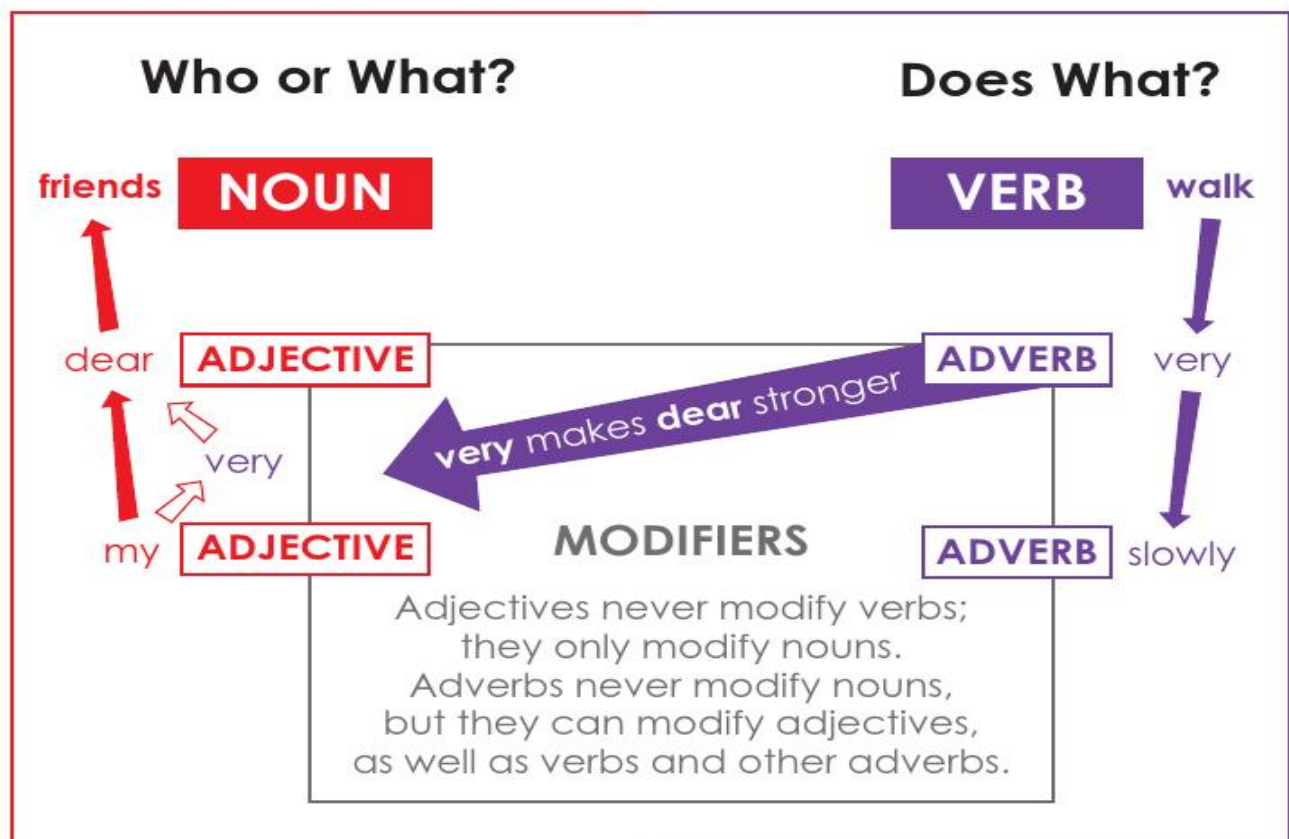 Who or What?
Does What?
friends NOUN
VERB walk
dear ADJECTIVE
ADVERB very
very makes dear stronger
very
my ADJECTIVE
MODIFIERS
ADVERB slowly
Adjectives never modify verbs;
they only modify nouns.
Adverbs never modify nouns,
but they can modify adjectives,
as well as verbs and other adverbs.